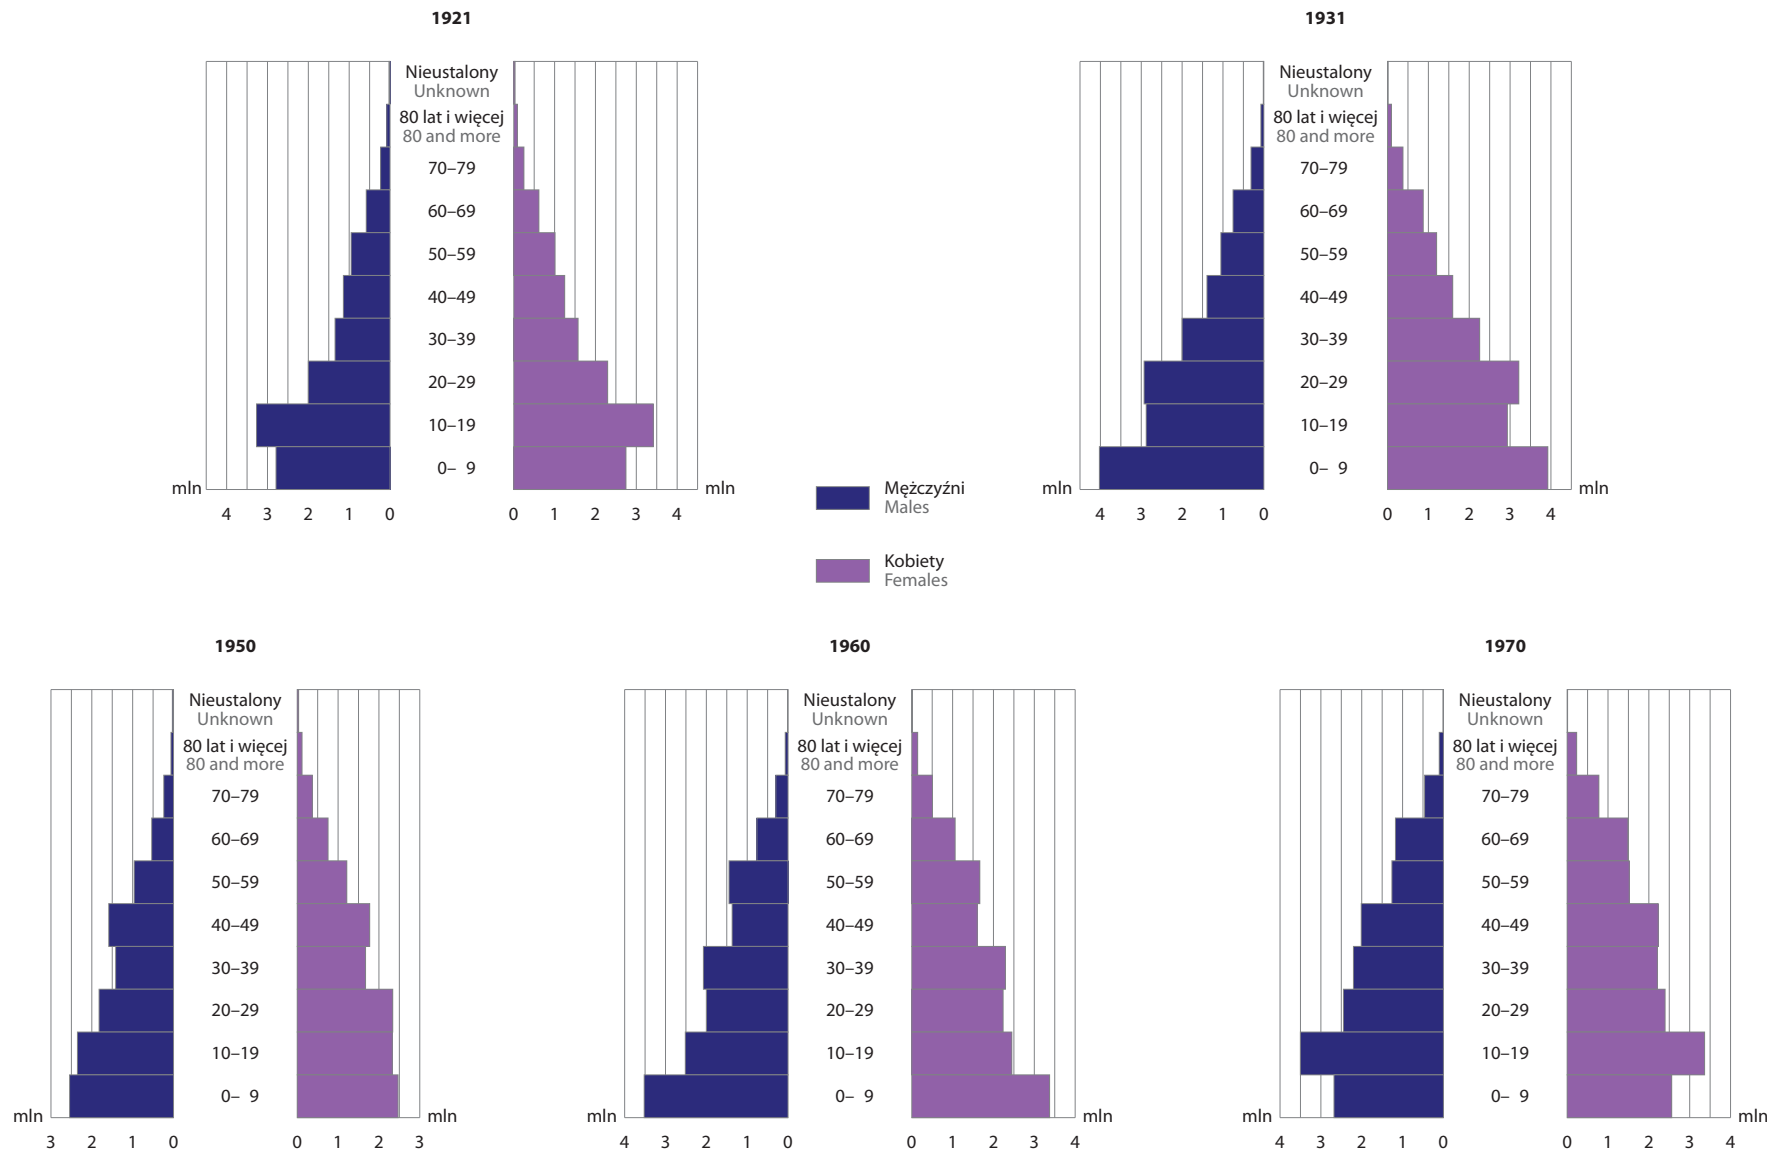 1921
Nieustalony
Unknown
80 lat i więcej
80 and more
70–79
60–69
50–59
40–49
30–39
20–29
10–19
0– 9
mln
mln
4 3 2 1 0
0 1 2 3 4
Mężczyźni
Males
Kobiety
Females
1931
Nieustalony
Unknown
80 lat i więcej
80 and more
70–79
60–69
50–59
40–49
30–39
20–29
10–19
0– 9
mln
mln
4 3 2 1 0
0 1 2 3 4
1950
Nieustalony
Unknown
80 lat i więcej
80 and more
70–79
60–69
50–59
40–49
30–39
20–29
10–19
0– 9
mln
mln
3 2 1 0
0 1 2 3
1960
Nieustalony
Unknown
80 lat i więcej
80 and more
70–79
60–69
50–59
40–49
30–39
20–29
10–19
0– 9
mln
mln
4 3 2 1 0
0 1 2 3 4
1970
Nieustalony
Unknown
80 lat i więcej
80 and more
70–79
60–69
50–59
40–49
30–39
20–29
10–19
0– 9
mln
mln
4 3 2 1 0
0 1 2 3 4